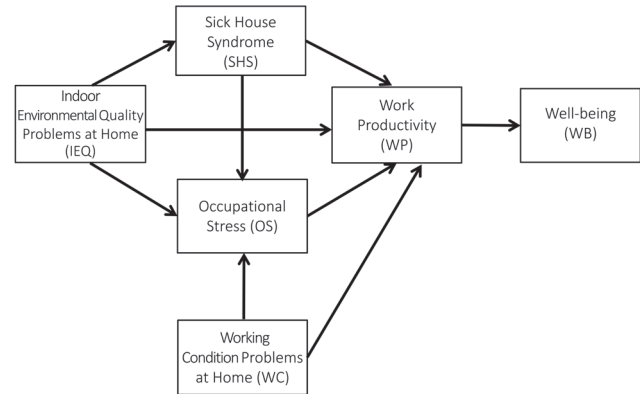 Sick House
Syndrome
(SHS)
Indoor
Environmental Quality
Problems at Home
(IEQ)
Work
Productivity
(WP)
Well-being
(WB)
Occupational
Stress (OS)
Working
Condition Problems
at Home (WC)